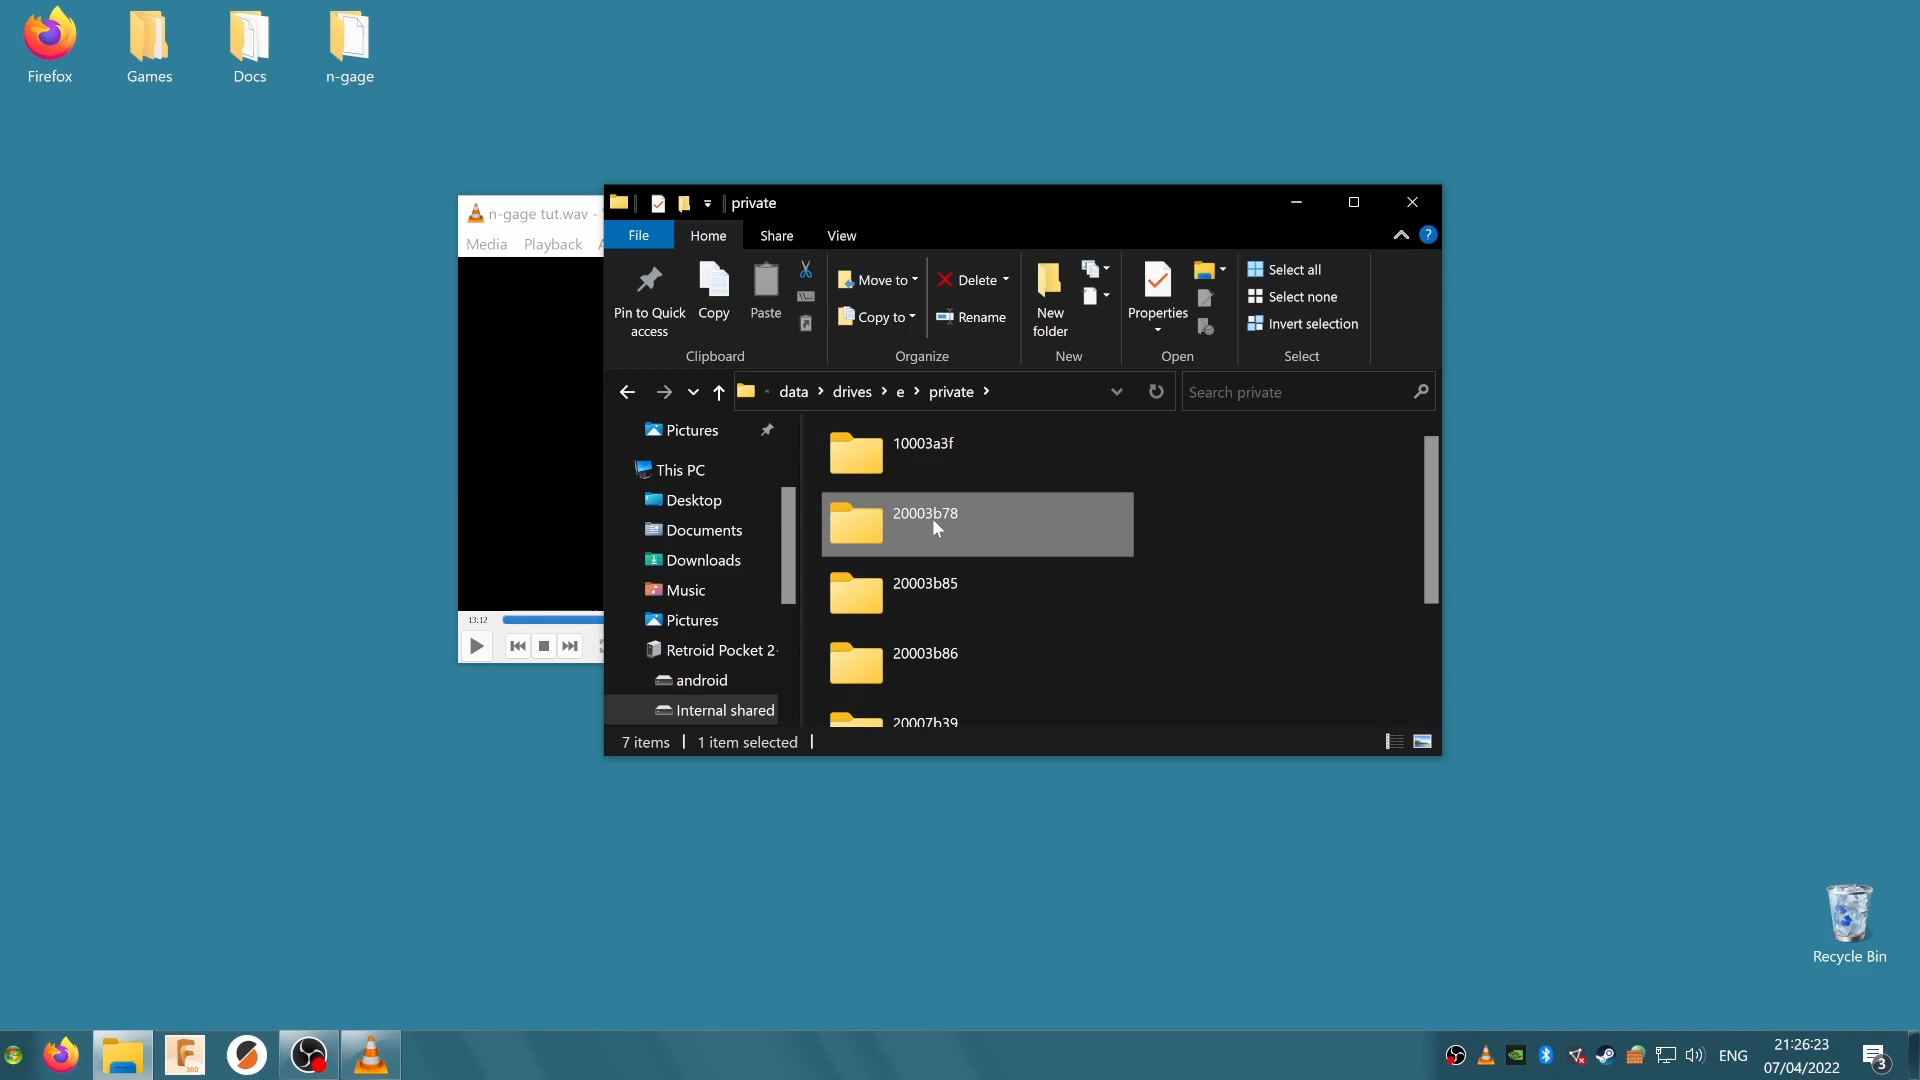 Firefox
Games
Docs
n-gage
n-gage tut.wav -
Media Playback
private
File Home Share View
Pin to Quick access
Copy
Paste
Move to
Copy to
Delete
Rename
New folder
Properties
Select all
Select none
Invert selection
Clipboard Organize New Open Select
data drives e private
Search private
Pictures
This PC
Desktop
Documents
Downloads
Music
Pictures
Retroid Pocket 2
android
Internal shared
10003a3f
20003b78
20003b85
20003b86
20007b39
7 items 1 item selected
13:12
Recycle Bin
360
ENG
21:26:23
07/04/2022
3